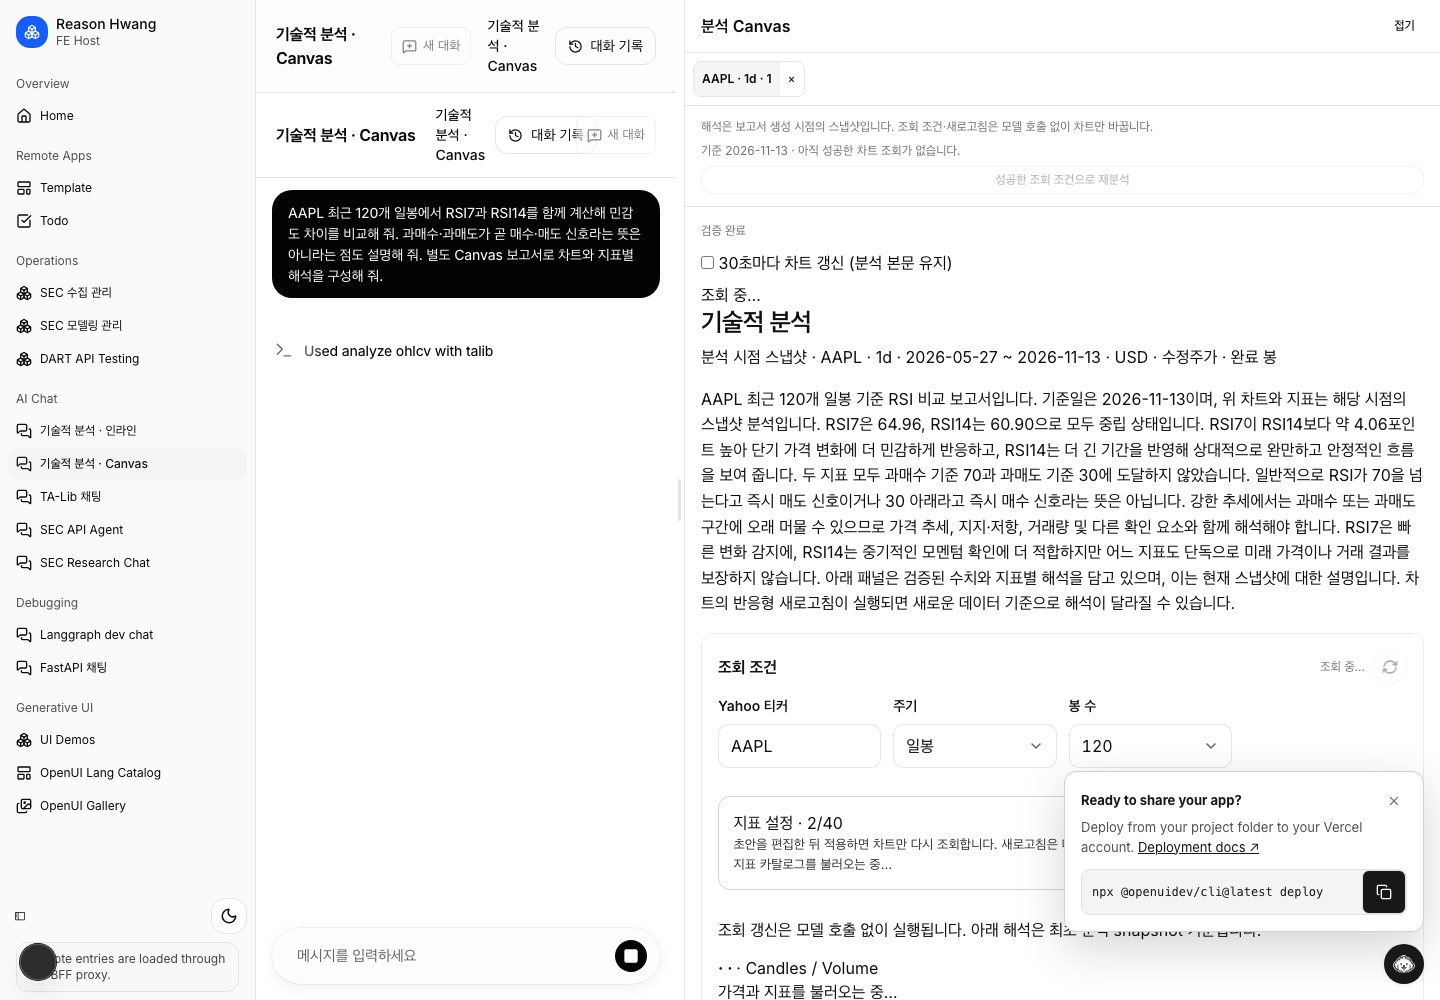 Reason Hwang
FE Host
Overview
Home
Remote Apps
Template
Todo
Operations
SEC 수집 관리
SEC 모델링 관리
DART API Testing
AI Chat
기술적 분석 · 인라인
기술적 분석 · Canvas
TA-Lib 채팅
SEC API Agent
SEC Research Chat
Debugging
Langgraph dev chat
FastAPI 채팅
Generative UI
UI Demos
OpenUI Lang Catalog
OpenUI Gallery
entries are loaded through
BFF proxy.
기술적 분석 ·
Canvas
새 대화
기술적 분
석 ·
Canvas
대화 기록
기술적 분석 · Canvas
기술적
분석 ·
Canvas
대화 기록
새 대화
AAPL 최근 120개 일봉에서 RSI7과 RSI14를 함께 계산해 민감
도 차이를 비교해 줘. 과매수·과매도가 곧 매수·매도 신호라는 뜻은
아니라는 점도 설명해 줘. 별도 Canvas 보고서로 차트와 지표별
해석을 구성해 줘.
Used analyze ohlcv with talib
메시지를 입력하세요
분석 Canvas
접기
AAPL · 1d · 1
×
해석은 보고서 생성 시점의 스냅샷입니다. 조회 조건·새로고침은 모델 호출 없이 차트만 바꿉니다.
기준 2026-11-13 · 아직 성공한 차트 조회가 없습니다.
성공한 조회 조건으로 재분석
검증 완료
30초마다 차트 갱신 (분석 본문 유지)
조회 중...
기술적 분석
분석 시점 스냅샷 · AAPL · 1d · 2026-05-27 ~ 2026-11-13 · USD · 수정주가 · 완료 봉
AAPL 최근 120개 일봉 기준 RSI 비교 보고서입니다. 기준일은 2026-11-13이며, 위 차트와 지표는 해당 시점의
스냅샷 분석입니다. RSI7은 64.96, RSI14는 60.90으로 모두 중립 상태입니다. RSI7이 RSI14보다 약 4.06포인
트 높아 단기 가격 변화에 더 민감하게 반응하고, RSI14는 더 긴 기간을 반영해 상대적으로 완만하고 안정적인 흐름
을 보여 줍니다. 두 지표 모두 과매수 기준 70과 과매도 기준 30에 도달하지 않았습니다. 일반적으로 RSI가 70을 넘
는다고 즉시 매도 신호이거나 30 아래라고 즉시 매수 신호라는 뜻은 아닙니다. 강한 추세에서는 과매수 또는 과매도
구간에 오래 머물 수 있으므로 가격 추세, 지지·저항, 거래량 및 다른 확인 요소와 함께 해석해야 합니다. RSI7은 빠
른 변화 감지에, RSI14는 중기적인 모멘텀 확인에 더 적합하지만 어느 지표도 단독으로 미래 가격이나 거래 결과를
보장하지 않습니다. 아래 패널은 검증된 수치와 지표별 해석을 담고 있으며, 이는 현재 스냅샷에 대한 설명입니다. 차
트의 반응형 새로고침이 실행되면 새로운 데이터 기준으로 해석이 달라질 수 있습니다.
조회 조건
조회 중...
Yahoo 티커
주기
봉 수
AAPL
일봉
120
지표 설정 · 2/40
초안을 편집한 뒤 적용하면 차트만 다시 조회합니다. 새로고침은
지표 카탈로그를 불러오는 중...
조회 갱신은 모델 호출 없이 실행됩니다. 아래 해석은 최초 분석 snapshot 기준입니다.
··· Candles / Volume
가격과 지표를 불러오는 중...
Ready to share your app?
Deploy from your project folder to your Vercel
account. Deployment docs ↗
npx @openuidev/cli@latest deploy